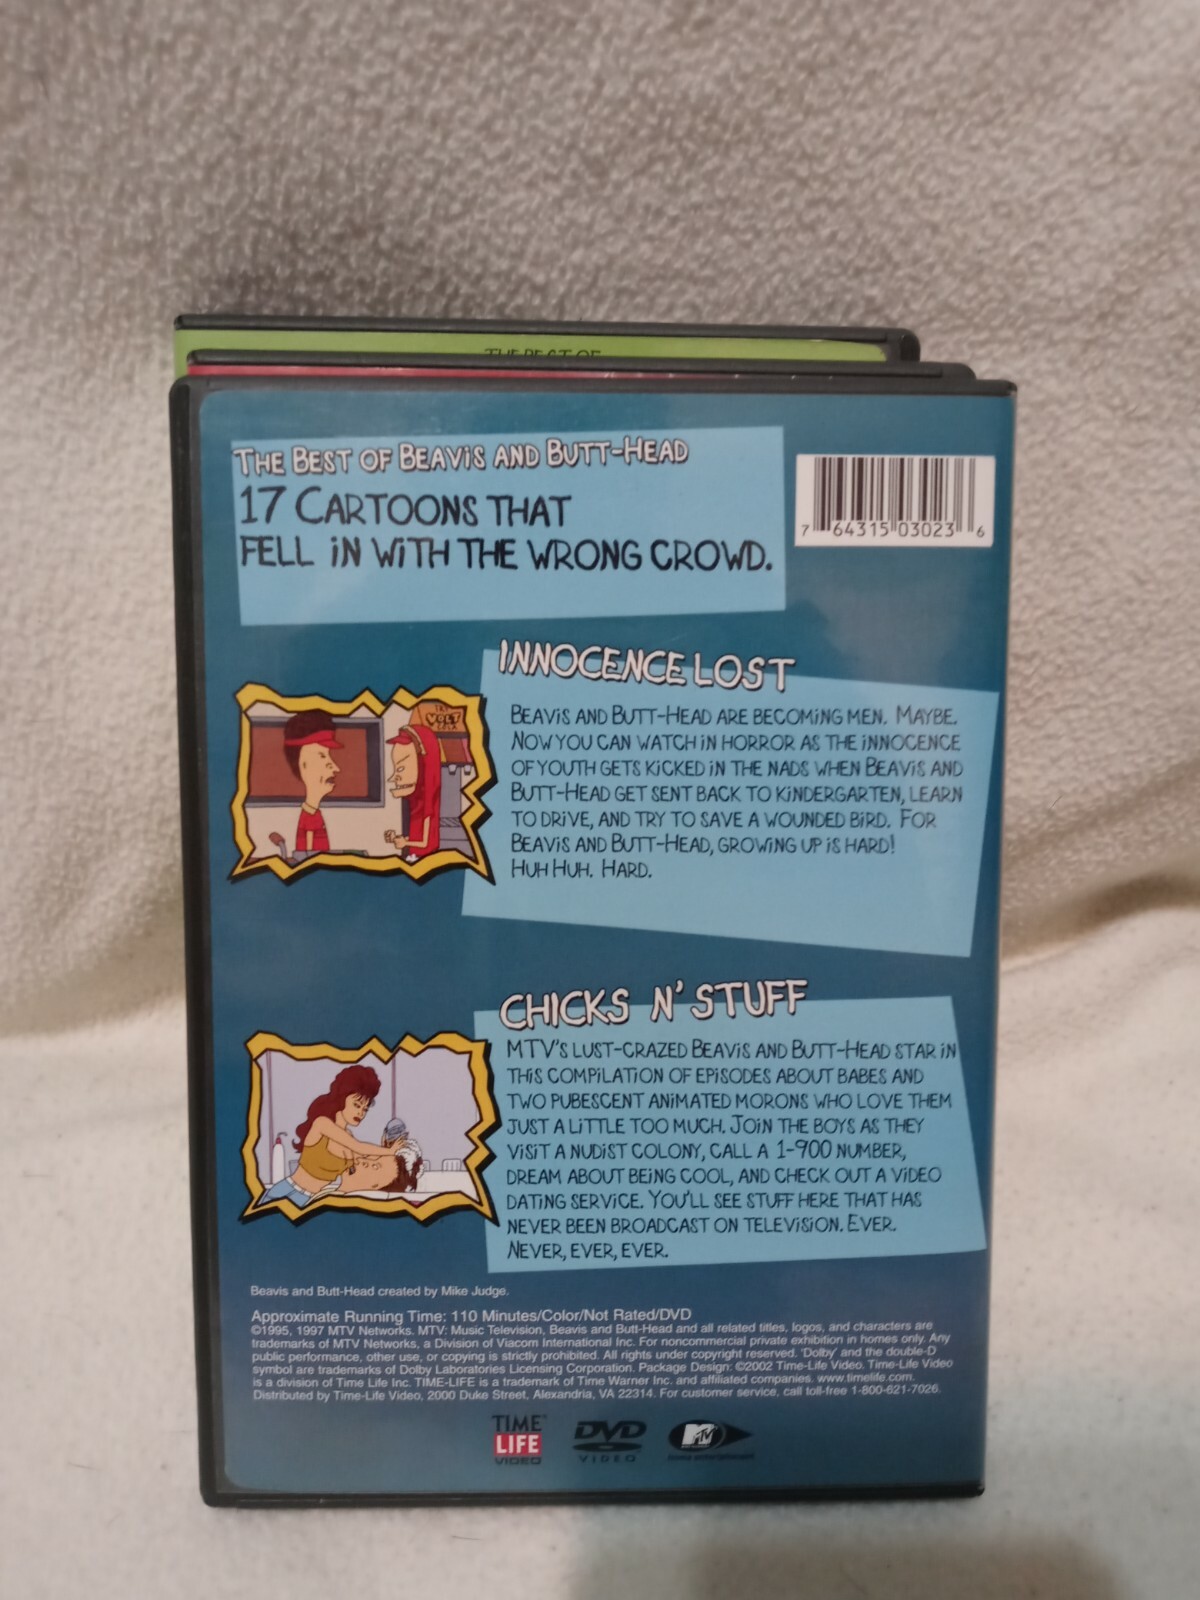 THE BEST OF
THE BEST OF BEAVIS AND BUTT-HEAD
17 CARTOONS THAT
FELL IN WITH THE WRONG CROWD.
7 64315 03023 6
INNOCENCE LOST
VOLT
BEAVIS AND BUTT-HEAD ARE BECOMING MEN. MAYBE.
NOW YOU CAN WATCH IN HORROR AS THE INNOCENCE
OF YOUTH GETS KICKED IN THE NADS WHEN BEAVIS AND
BUTT-HEAD GET SENT BACK TO KINDERGARTEN, LEARN
TO DRIVE, AND TRY TO SAVE A WOUNDED BIRD. FOR
BEAVIS AND BUTT-HEAD, GROWING UP IS HARD!
HUH HUH. HARD.
CHICKS N' STUFF
MTV'S LUST-CRAZED BEAVIS AND BUTT-HEAD STAR IN
THIS COMPILATION OF EPISODES ABOUT BABES AND
TWO PUBESCENT ANIMATED MORONS WHO LOVE THEM
JUST A LITTLE TOO MUCH. JOIN THE BOYS AS THEY
VISIT A NUDIST COLONY, CALL A 1-900 NUMBER,
DREAM ABOUT BEING COOL, AND CHECK OUT A VIDEO
DATING SERVICE. YOU'LL SEE STUFF HERE THAT HAS
NEVER BEEN BROADCAST ON TELEVISION. EVER.
NEVER, EVER, EVER.
Beavis and Butt-Head created by Mike Judge.
Approximate Running Time: 110 Minutes/Color/Not Rated/DVD
©1995, 1997 MTV Networks. MTV: Music Television, Beavis and Butt-Head and all related titles, logos, and characters are
trademarks of MTV Networks, a Division of Viacom International Inc. For noncommercial private exhibition in homes only. Any
public performance, other use, or copying is strictly prohibited. All rights under copyright reserved. 'Dolby' and the double-D
symbol are trademarks of Dolby Laboratories Licensing Corporation. Package Design: ©2002 Time-Life Video. Time-Life Video
is a division of Time Life Inc. TIME-LIFE is a trademark of Time Warner Inc. and affiliated companies. www.timelife.com.
Distributed by Time-Life Video, 2000 Duke Street, Alexandria, VA 22314. For customer service, call toll-free 1-800-621-7026.
TIME LIFE VIDEO
DVD VIDEO
MTV